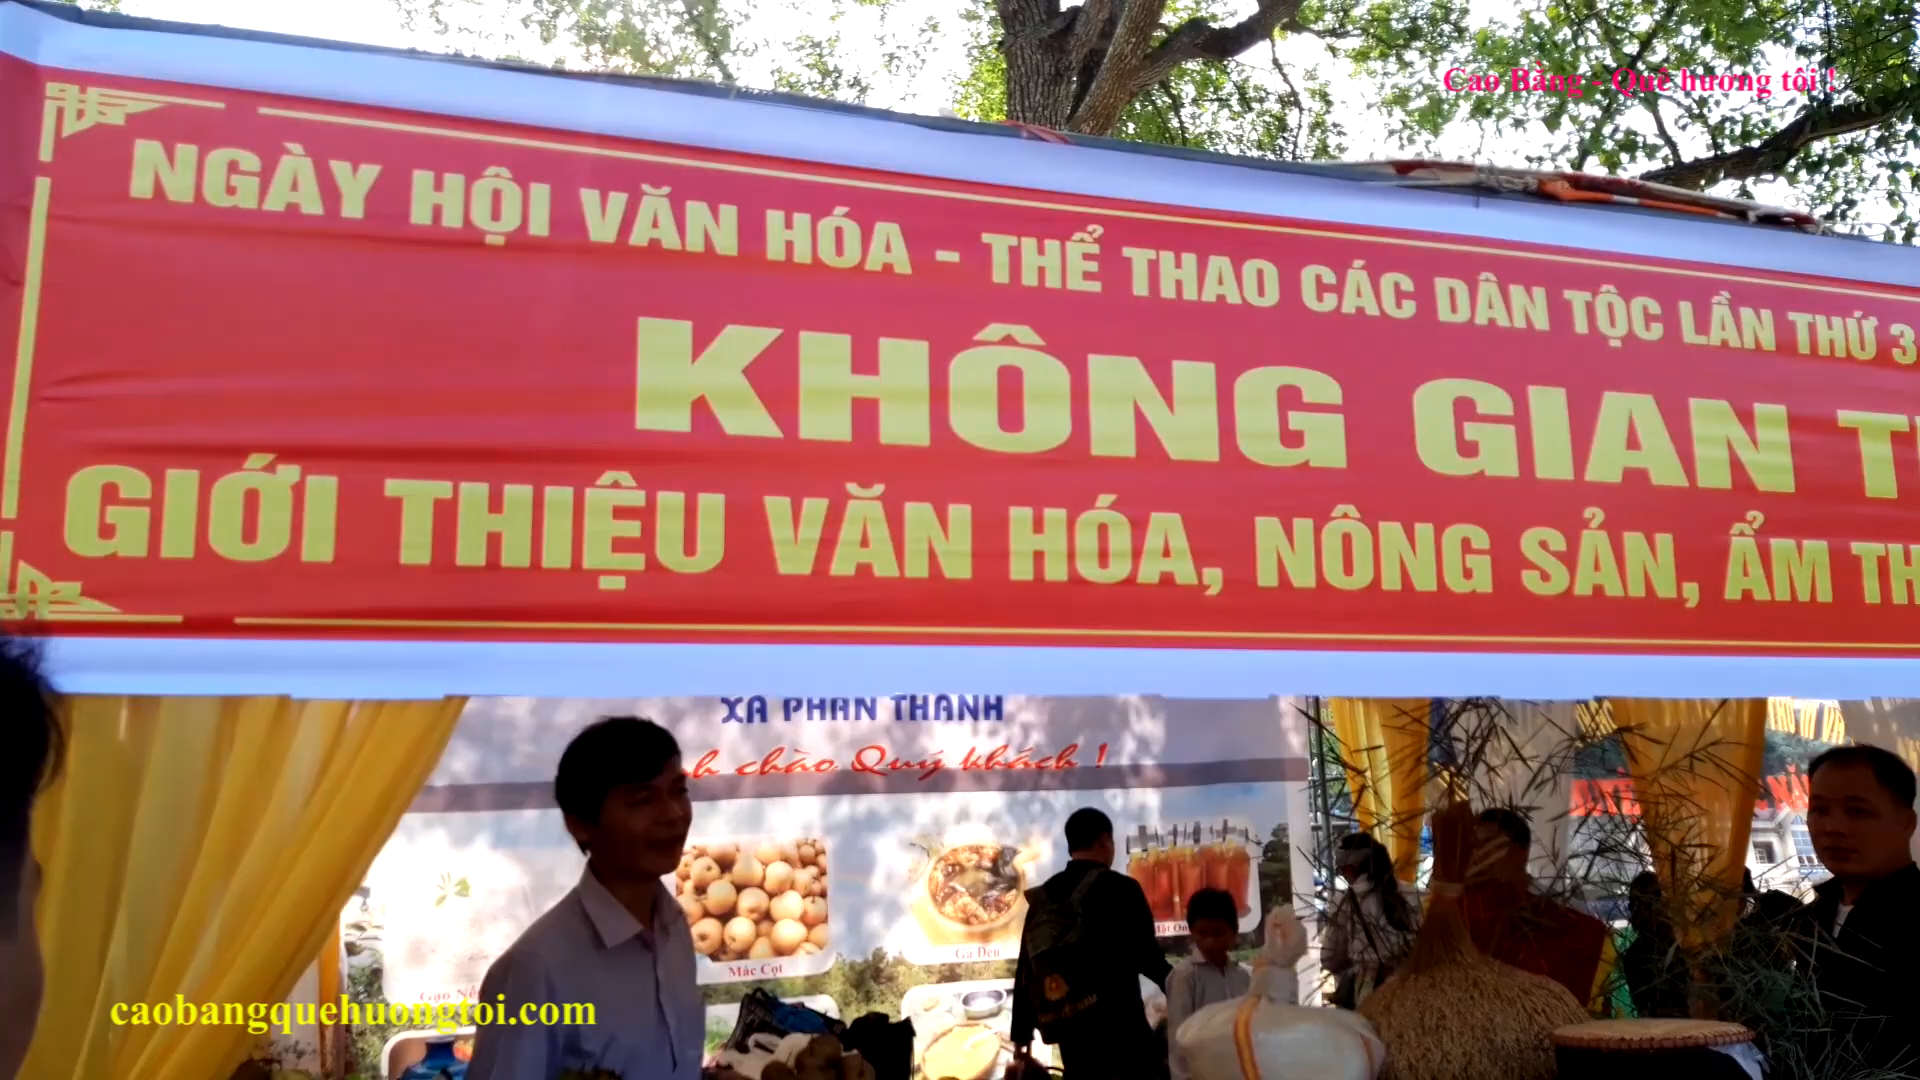 Cao Bằng - Quê hương tôi !
NGÀY HỘI VĂN HÓA - THỂ THAO CÁC DÂN TỘC LẦN THỨ 3
KHÔNG GIAN
GIỚI THIỆU VĂN HÓA, NÔNG SẢN, ẨM
XÃ PHAN THANH
chào Quý khách !
Mắc Cọt
Gà Đen
Gạo
caobangquehuongtoi.com